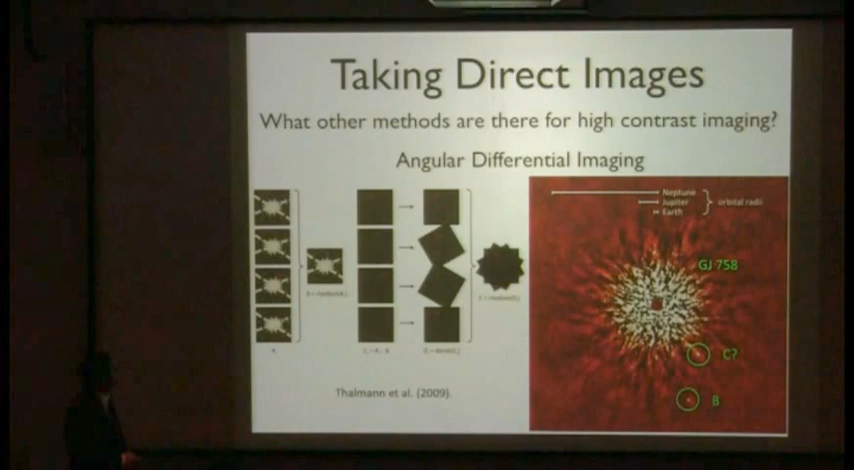 Taking Direct Images
What other methods are there for high contrast imaging?
Angular Differential Imaging
Neptune
Jupiter
Earth
orbital radii
GJ 758
C?
B
Thalmann et al. (2009).